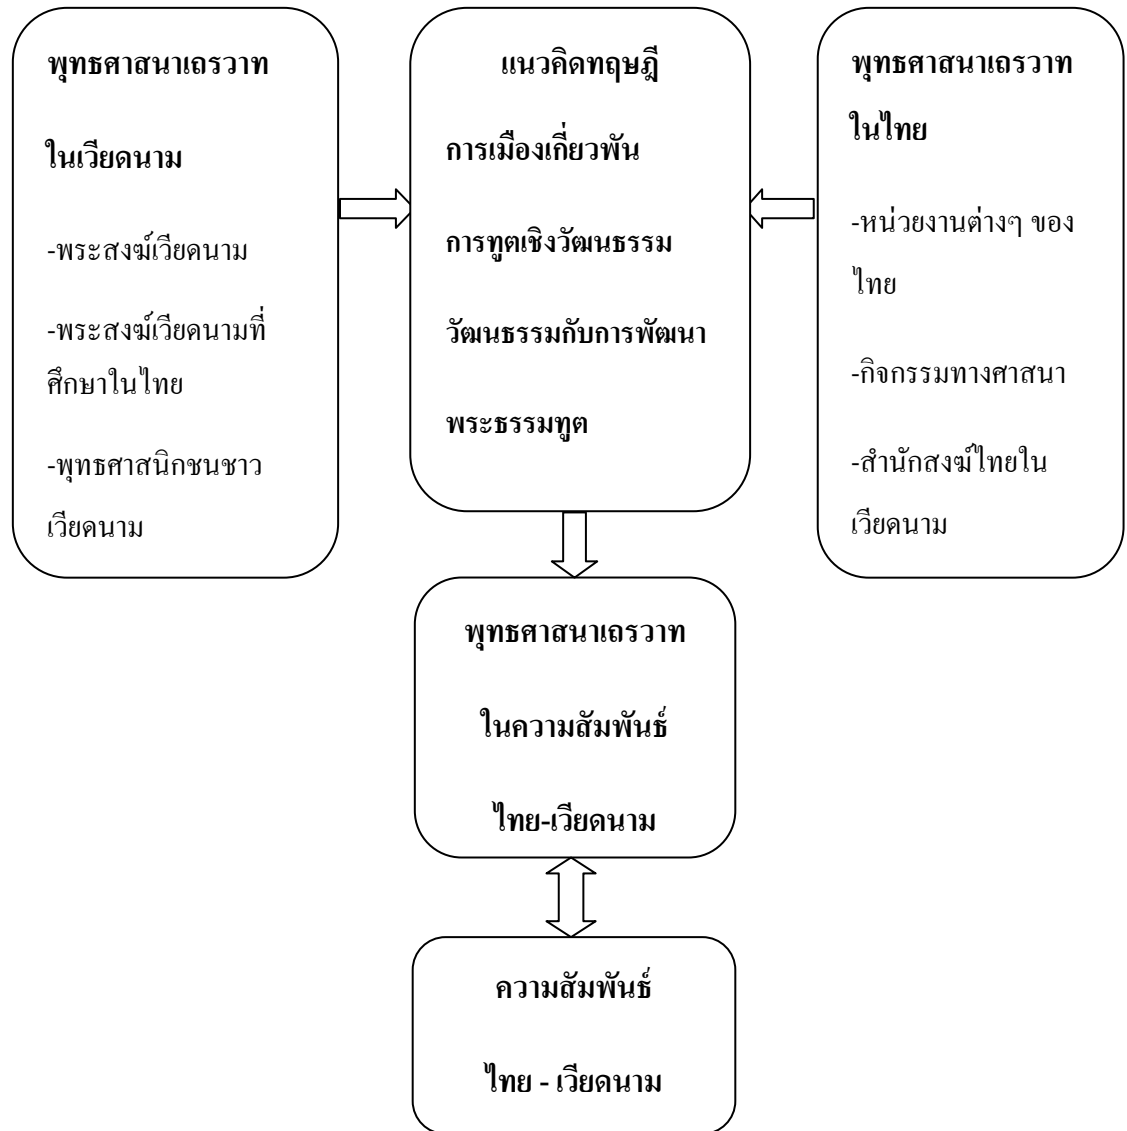 พุทธศาสนาเถรวาท
ในเวียดนาม
-พระสงฆ์เวียดนาม
-พระสงฆ์เวียดนามที่
ศึกษาในไทย
-พุทธศาสนิกชนชาว
เวียดนาม
แนวคิดทฤษฎี
การเมืองเกี่ยวพัน
การทูตเชิงวัฒนธรรม
วัฒนธรรมกับการพัฒนา
พระธรรมทูต
พุทธศาสนาเถรวาท
ในไทย
-หน่วยงานต่างๆ ของ
ไทย
-กิจกรรมทางศาสนา
-สำนักสงฆ์ไทยใน
เวียดนาม
พุทธศาสนาเถรวาท
ในความสัมพันธ์
ไทย-เวียดนาม
ความสัมพันธ์
ไทย - เวียดนาม